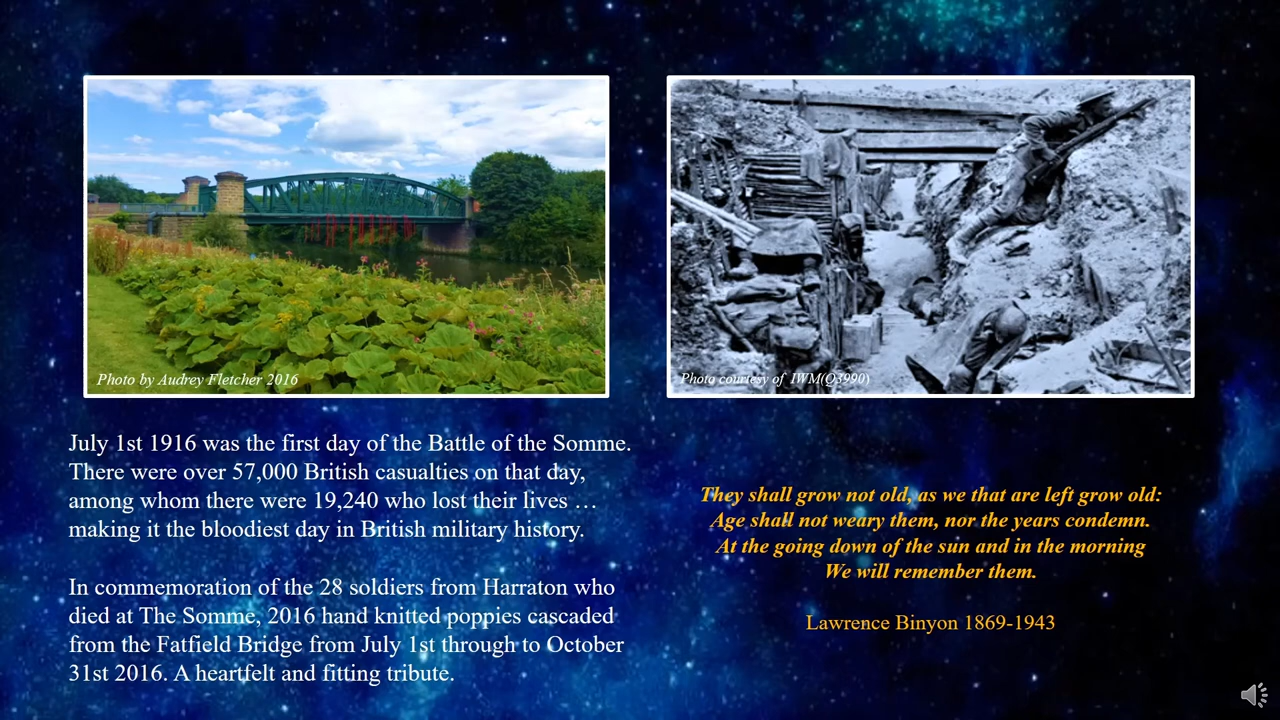 Photo by Audrey Fletcher 2016
Photo courtesy of IWM(Q3990)
July 1st 1916 was the first day of the Battle of the Somme.
There were over 57,000 British casualties on that day,
among whom there were 19,240 who lost their lives …
making it the bloodiest day in British military history.
In commemoration of the 28 soldiers from Harraton who
died at The Somme, 2016 hand knitted poppies cascaded
from the Fatfield Bridge from July 1st through to October
31st 2016. A heartfelt and fitting tribute.
They shall grow not old, as we that are left grow old:
Age shall not weary them, nor the years condemn.
At the going down of the sun and in the morning
We will remember them.
Lawrence Binyon 1869-1943